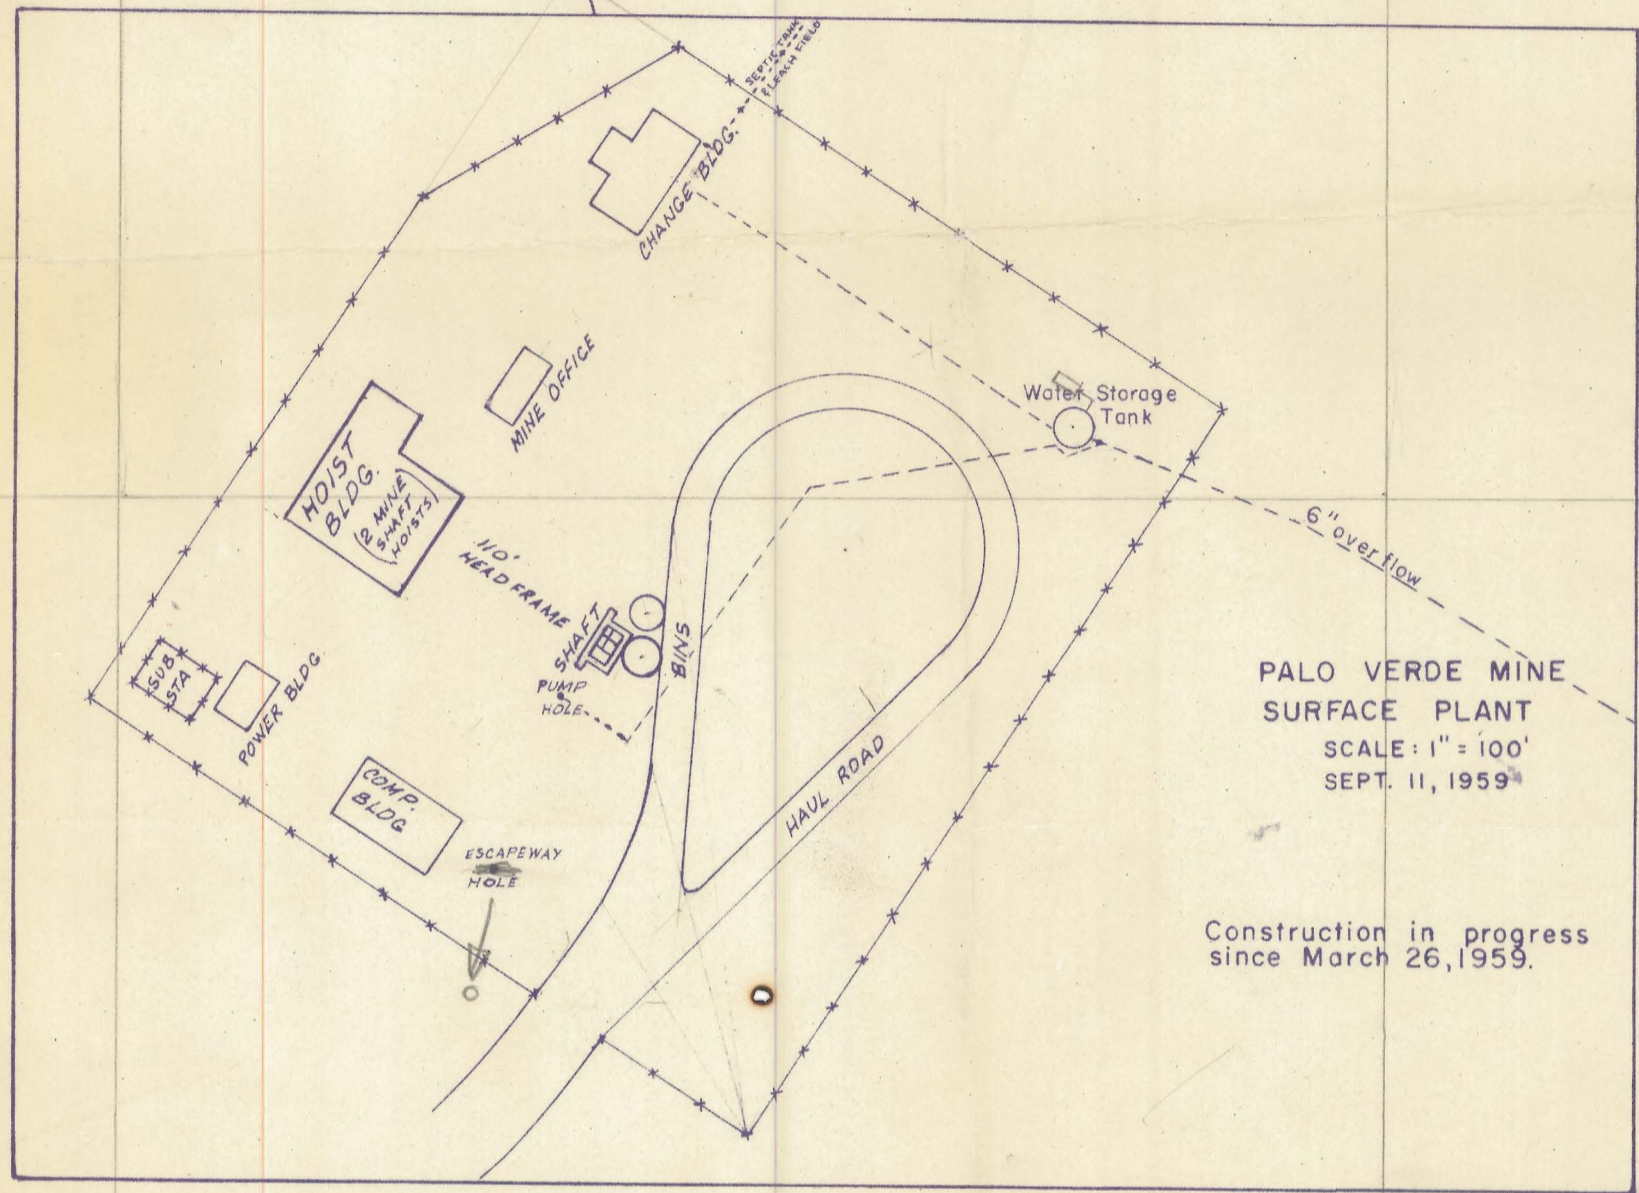 SEPTIC TANK
& LEACH FIELD
CHANGE BLDG.
MINE OFFICE
Water Storage
Tank
HOIST
BLDG.
(2 MINE
SHAFT
HOISTS)
110'
HEAD FRAME
SHAFT
BINS
PUMP
HOLE
6" overflow
SUB
STA
POWER BLDG.
COMP.
BLDG
ESCAPEWAY
HOLE
HAUL ROAD
PALO VERDE MINE
SURFACE PLANT
SCALE: 1" = 100'
SEPT. 11, 1959
Construction in progress
since March 26, 1959.